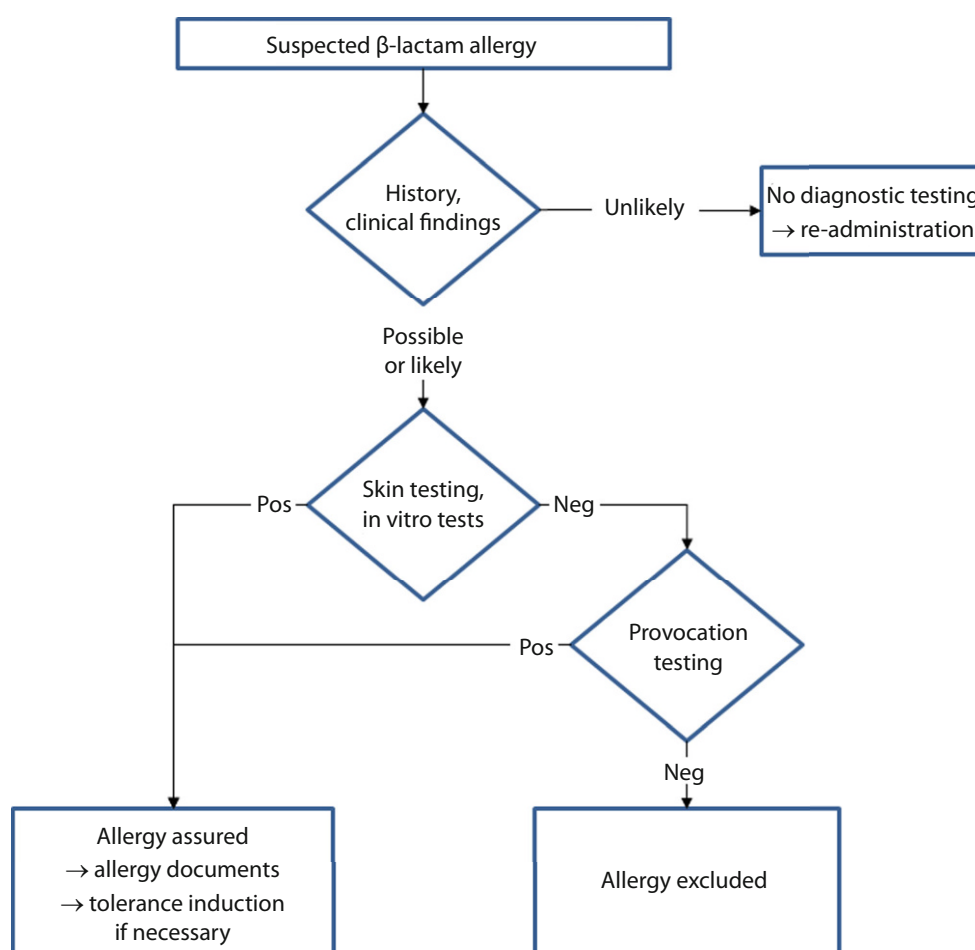 Suspected β-lactam allergy
History,
clinical findings
Unlikely
No diagnostic testing
→ re-administration
Possible
or likely
Pos
Skin testing,
in vitro tests
Neg
Pos
Provocation
testing
Neg
Allergy assured
→ allergy documents
→ tolerance induction
if necessary
Allergy excluded